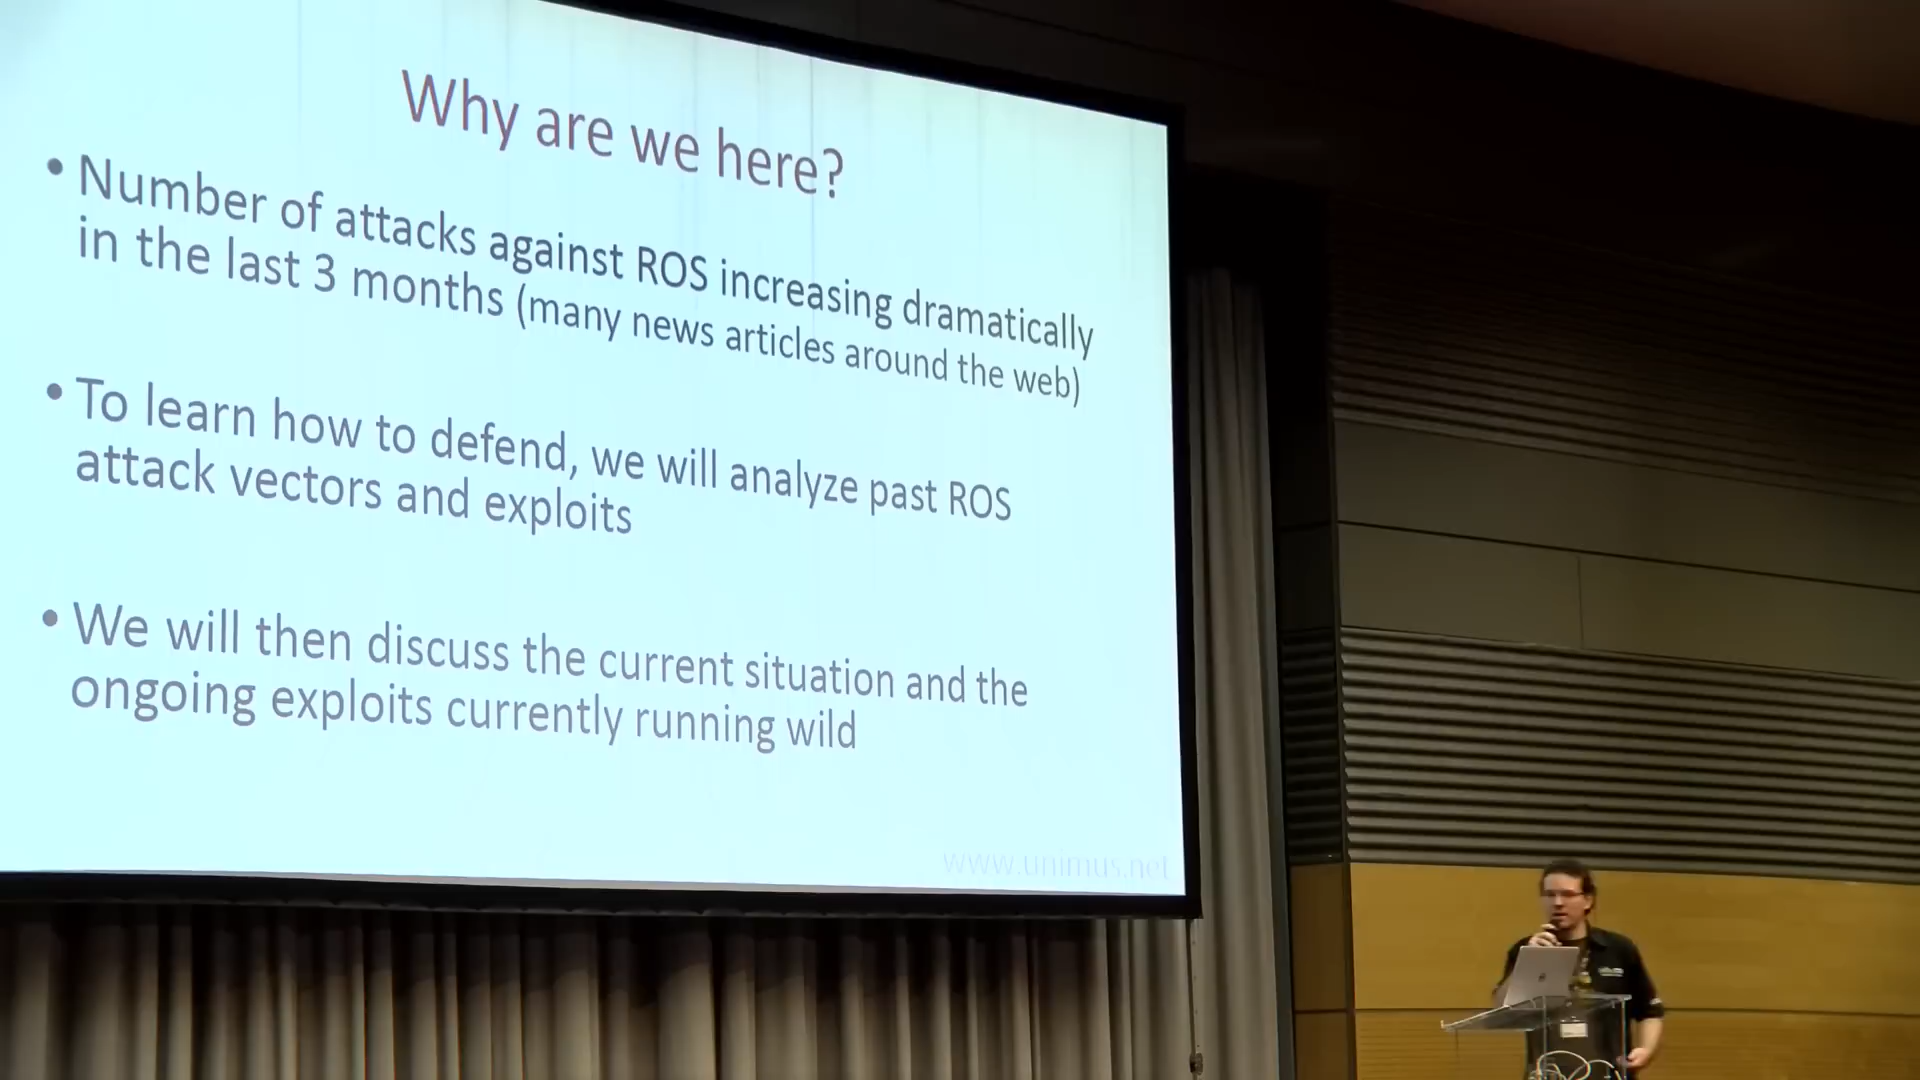 Why are we here?
• Number of attacks against ROS increasing dramatically
in the last 3 months (many news articles around the web)
• To learn how to defend, we will analyze past ROS
attack vectors and exploits
• We will then discuss the current situation and the
ongoing exploits currently running wild
www.unimus.net